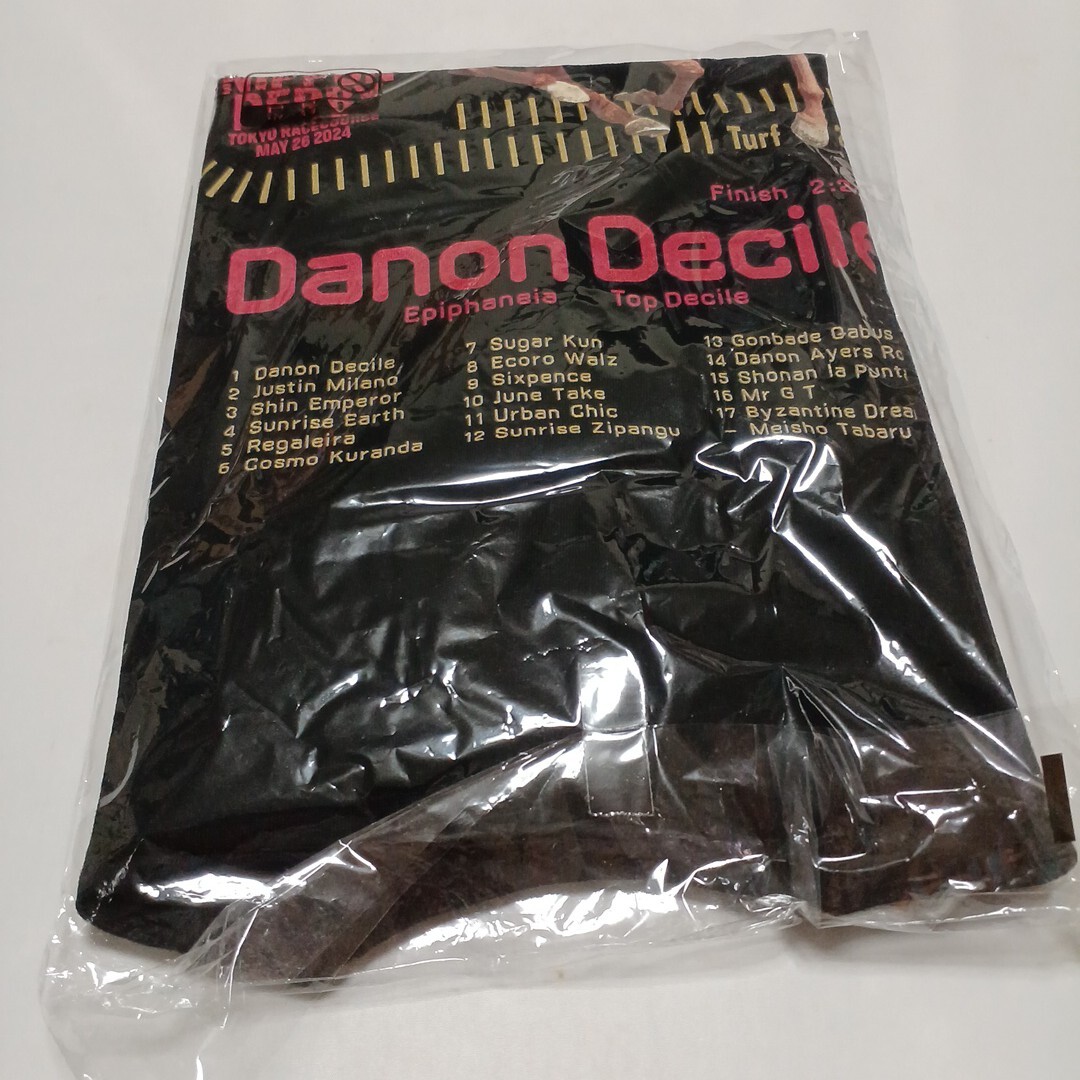 TOKYO RACECOURSE
MAY 26 2024
Turf
Finish 2:2
Danon Decile
Epiphaneia Top Decile
1 Danon Decile
2 Justin Milano
3 Shin Emperor
4 Sunrise Earth
5 Regaleira
6 Cosmo Kuranda
7 Sugar Kun
8 Ecoro Walz
9 Sixpence
10 June Take
11 Urban Chic
12 Sunrise Zipangu
13 Gonbade Qabus
14 Danon Ayers Ro
15 Shonan la Punt
16 Mr G T
17 Byzantine Drea
– Meisho Tabaru